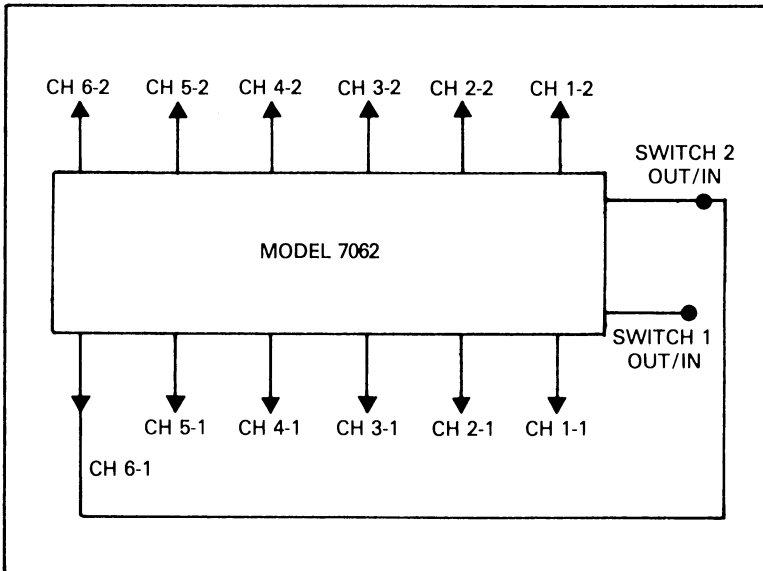 CH 6-2 CH 5-2 CH 4-2 CH 3-2 CH 2-2 CH 1-2
SWITCH 2
OUT/IN
MODEL 7062
SWITCH 1
OUT/IN
CH 5-1 CH 4-1 CH 3-1 CH 2-1 CH 1-1
CH 6-1